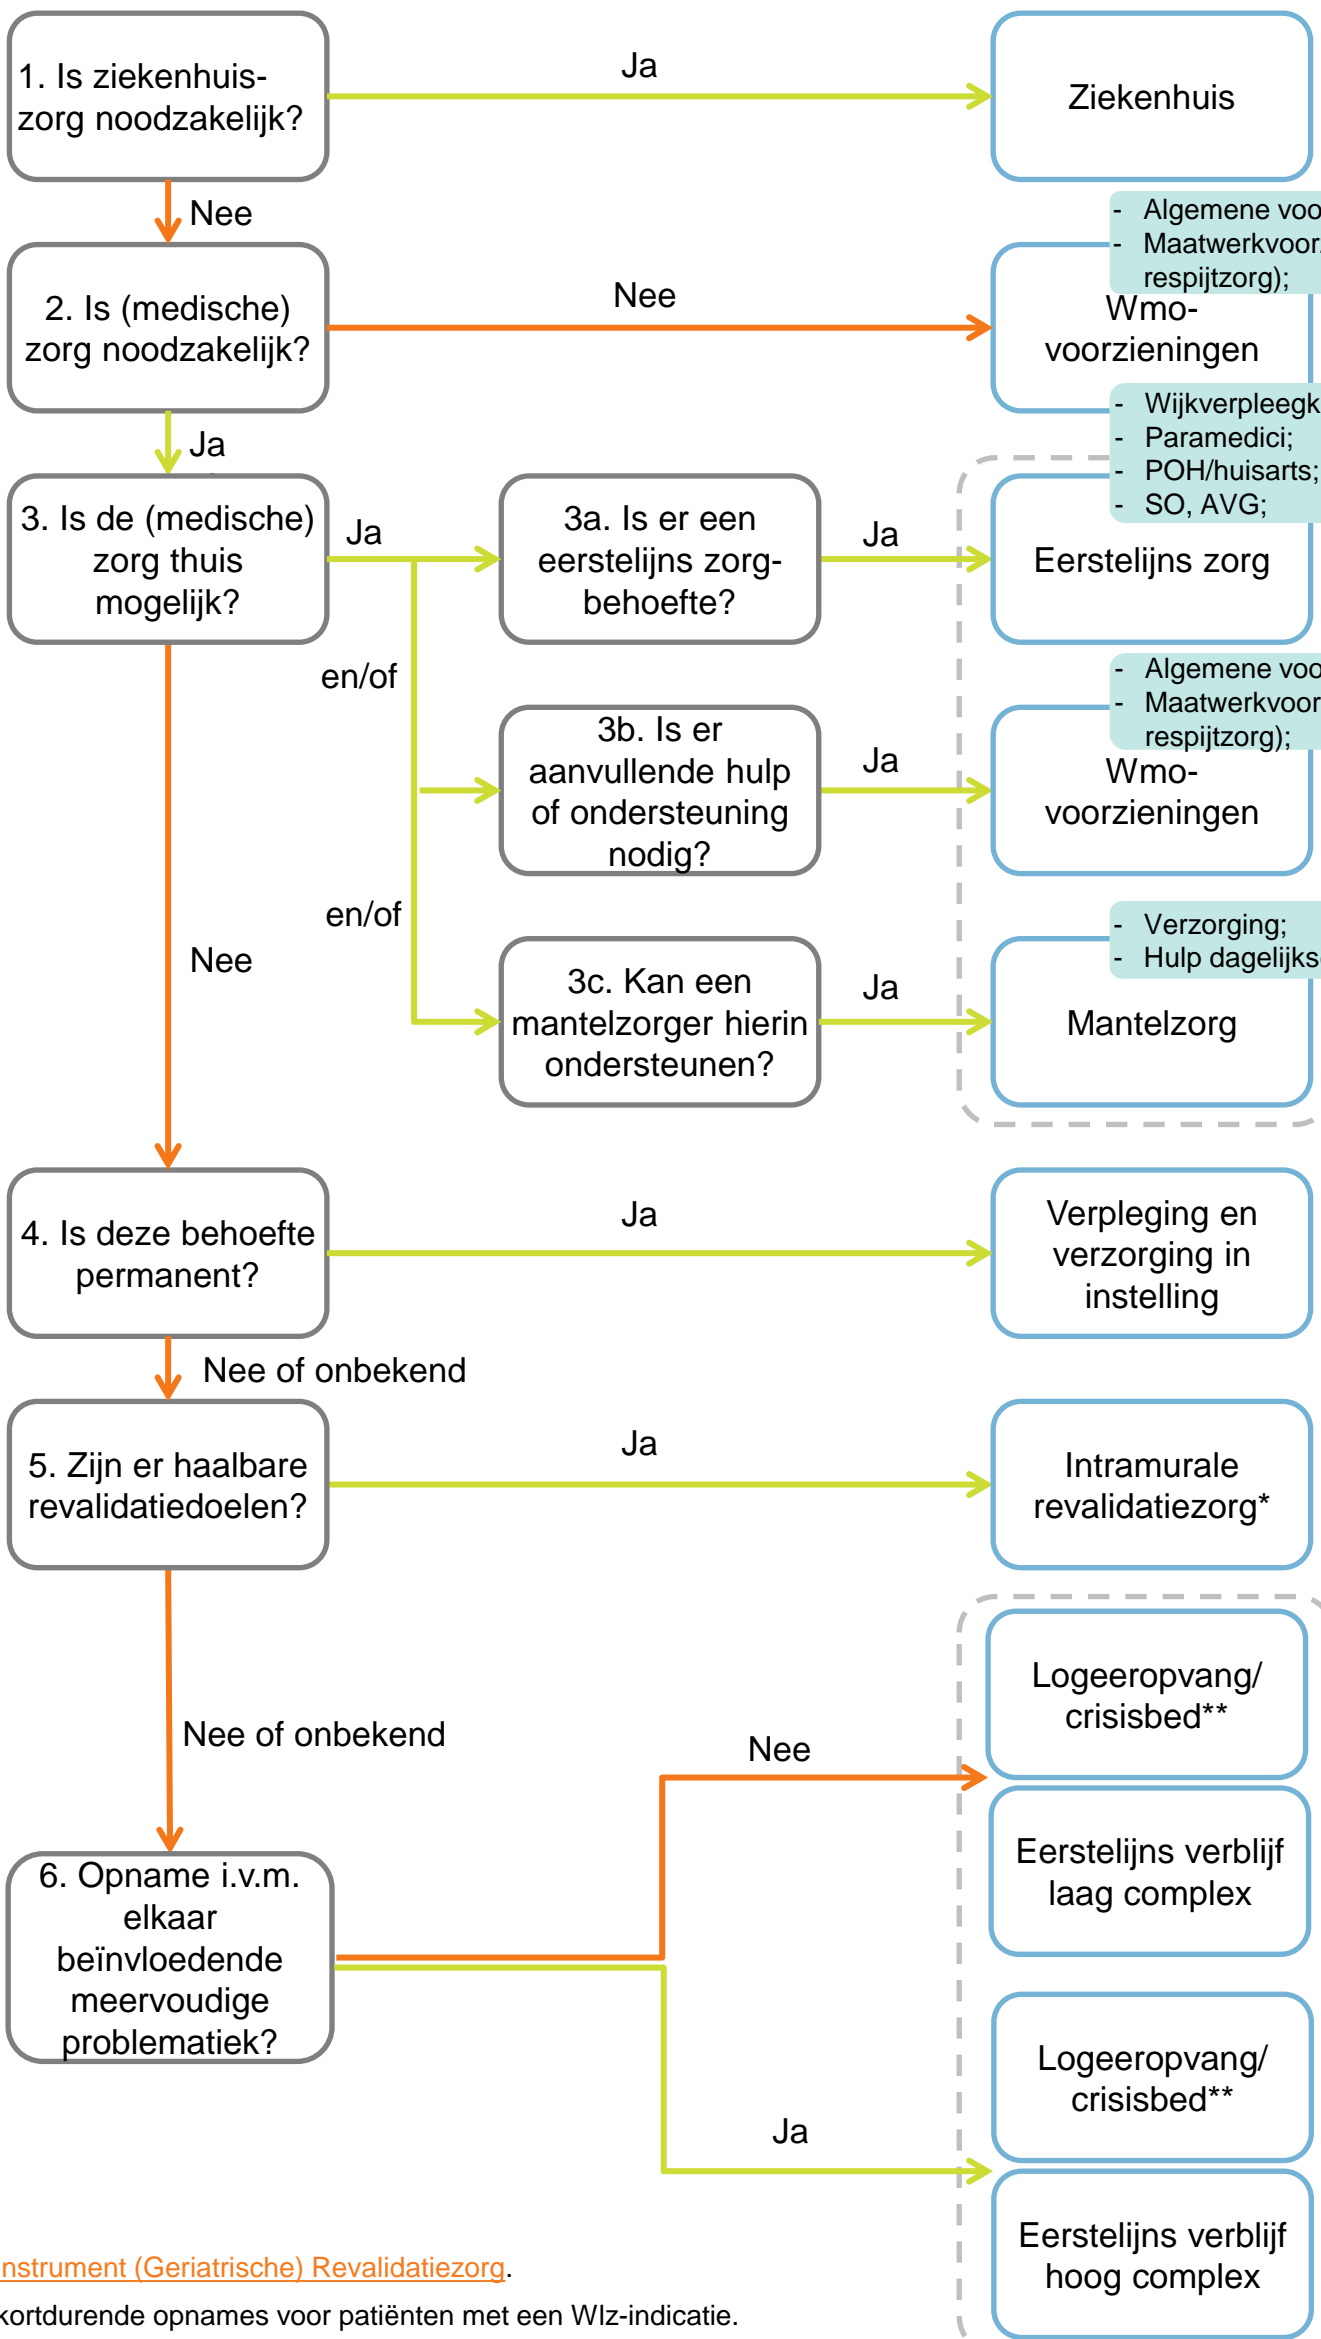 1. Is ziekenhuis-
zorg noodzakelijk?
Ja
Ziekenhuis
Nee
- Algemene
- 
respijtzorg);
2. Is (medische)
zorg noodzakelijk?
Nee
Wmo-
voorzieningen
Ja
- 
- Paramedici;
- POH/huisarts;
- SO, AVG;
3. Is de (medische)
zorg thuis
mogelijk?
Ja
3a. Is er een
eerstelijns zorg-
behoefte?
Ja
Eerstelijns zorg
en/of
- Algemene
- 
respijtzorg);
3b. Is er
aanvullende hulp
of ondersteuning
nodig?
Ja
Wmo-
voorzieningen
en/of
- Verzorging;
- Hulp
Nee
3c. Kan een
mantelzorger hierin
ondersteunen?
Ja
Mantelzorg
4. Is deze behoefte
permanent?
Ja
Verpleging en
verzorging in
instelling
Nee of onbekend
5. Zijn er haalbare
revalidatiedoelen?
Ja
Intramurale
revalidatiezorg*
Nee of onbekend
Nee
Logeeropvang/
crisisbed**
Eerstelijns verblijf
laag complex
6. Opname i.v.m.
elkaar
beïnvloedende
meervoudige
problematiek?
Ja
Logeeropvang/
crisisbed**
Eerstelijns verblijf
hoog complex
nstrument (Geriatrische) Revalidatiezorg.
kortdurende opnames voor patiënten met een Wlz-indicatie.